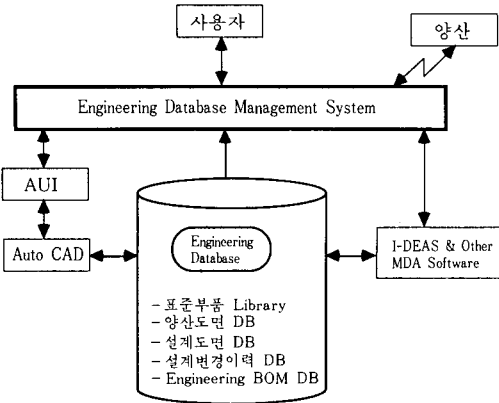 사용자
양산
Engineering Database Management System
AUI
Auto CAD
Engineering
Database
I-DEAS & Other
MDA Software
- 표준부품 Library
- 양산도면 DB
- 설계도면 DB
- 설계변경이력 DB
- Engineering BOM DB